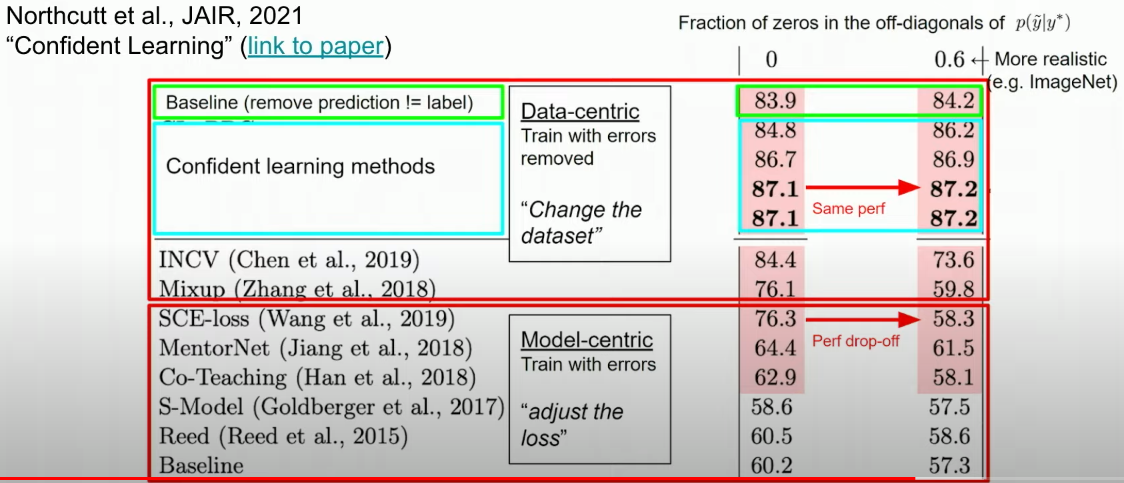 Northcutt et al., JAIR, 2021
“Confident Learning” (link to paper)
Fraction of zeros in the off-diagonals of p(ỹ|y*)
0 0.6 ← More realistic
(e.g. ImageNet)
Baseline (remove prediction != label) 83.9 84.2
Confident learning methods
84.8 86.2
86.7 86.9
87.1 87.2
Same perf
87.1 87.2
Data-centric
Train with errors
removed
“Change the
dataset”
INCV (Chen et al., 2019) 84.4 73.6
Mixup (Zhang et al., 2018) 76.1 59.8
SCE-loss (Wang et al., 2019) 76.3 58.3
Perf drop-off
MentorNet (Jiang et al., 2018) 64.4 61.5
Co-Teaching (Han et al., 2018) 62.9 58.1
S-Model (Goldberger et al., 2017) 58.6 57.5
Reed (Reed et al., 2015) 60.5 58.6
Baseline 60.2 57.3
Model-centric
Train with errors
“adjust the
loss”